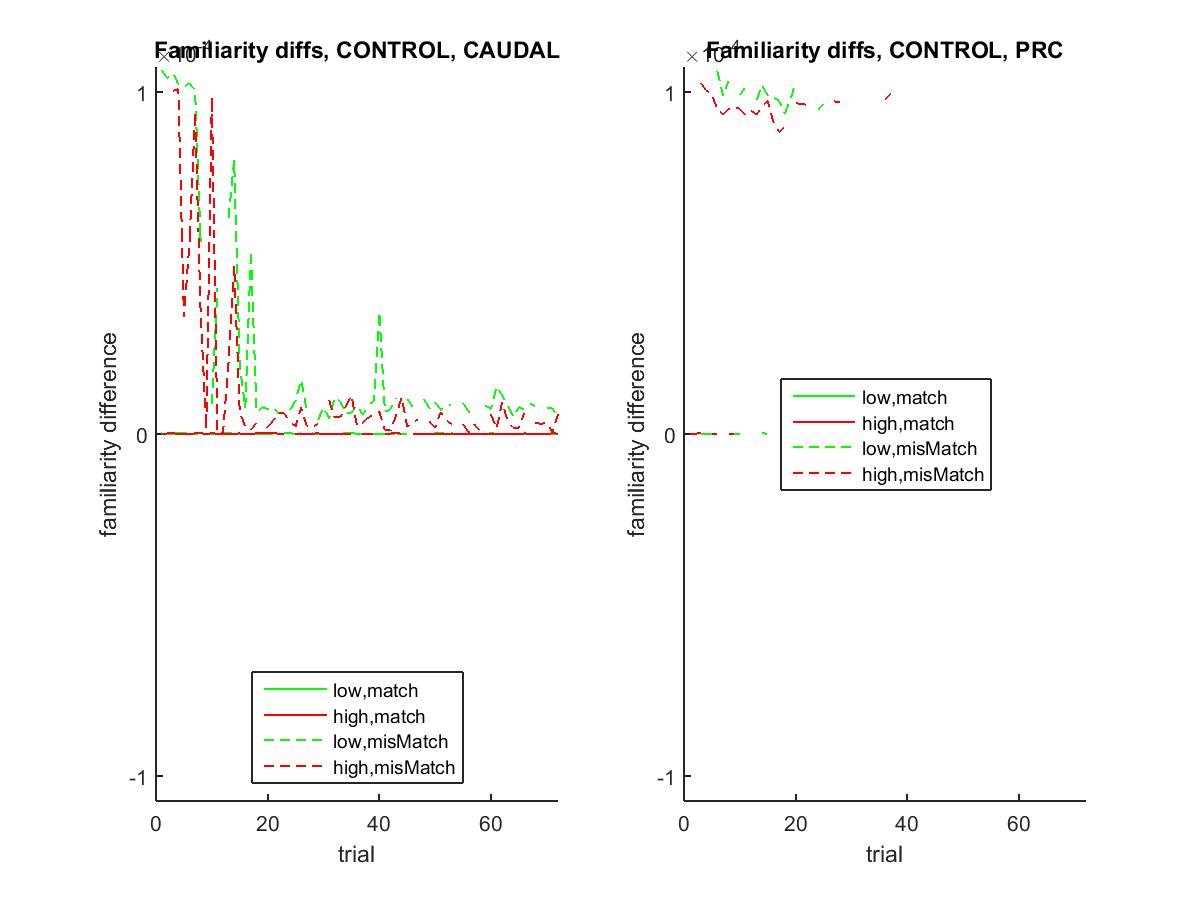 Familiarity diffs, CONTROL, CAUDAL
1
0
-1
familiarity difference
low,match
high,match
low,misMatch
high,misMatch
0 20 40 60
trial
Familiarity diffs, CONTROL, PRC
1
0
-1
familiarity difference
low,match
high,match
low,misMatch
high,misMatch
0 20 40 60
trial